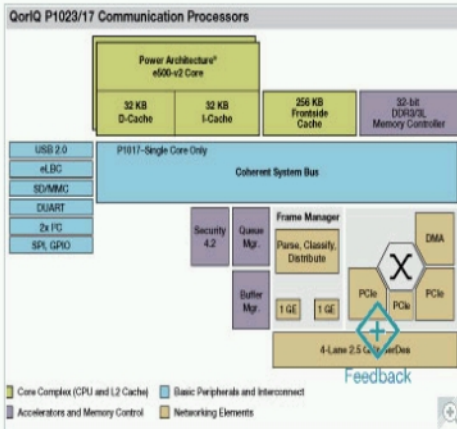 QorIQ P1023/17 Communication Processors
Power Architecture®
e500-v2 Core
32 KB
D-Cache
32 KB
I-Cache
256 KB
Frontside
Cache
32-bit
DDR3/3L
Memory Controller
USB 2.0
eLBC
SD/MMC
DUART
2x I²C
SPI, GPIO
P1017–Single Core Only
Coherent System Bus
Security
4.2
Queue
Mgr.
Buffer
Mgr.
Frame Manager
Parse, Classify,
Distribute
1 GE
1 GE
DMA
PCIe
PCIe
PCIe
4-Lane 2.5 SerDes
Feedback
Core Complex (CPU and L2 Cache)
Basic Peripherals and Interconnect
Accelerators and Memory Control
Networking Elements